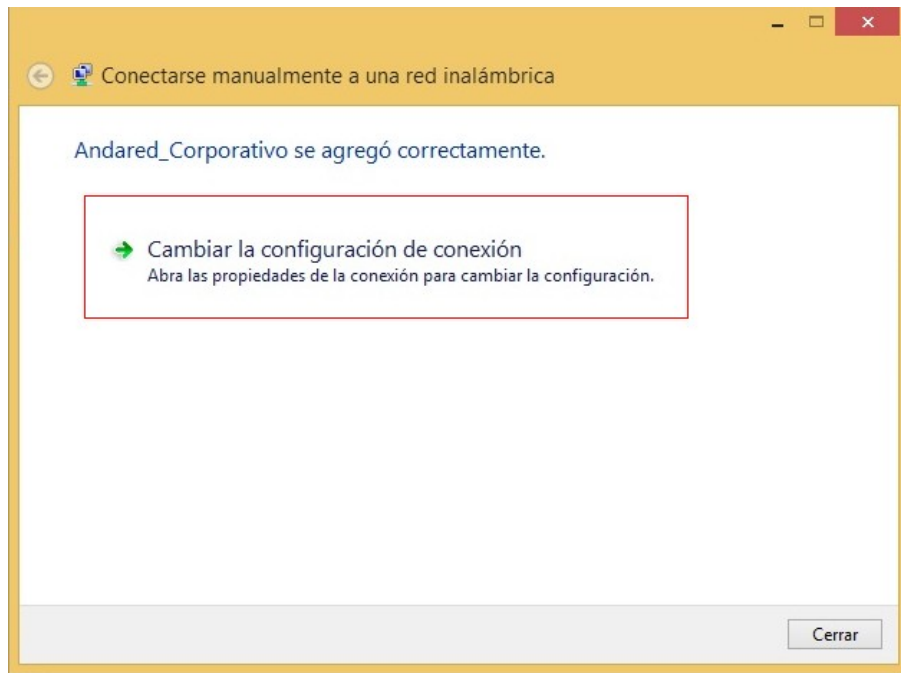 Conectarse manualmente a una red inalámbrica
Andared_Corporativo se agregó correctamente.
Cambiar la configuración de conexión
Abra las propiedades de la conexión para cambiar la configuración.
Cerrar